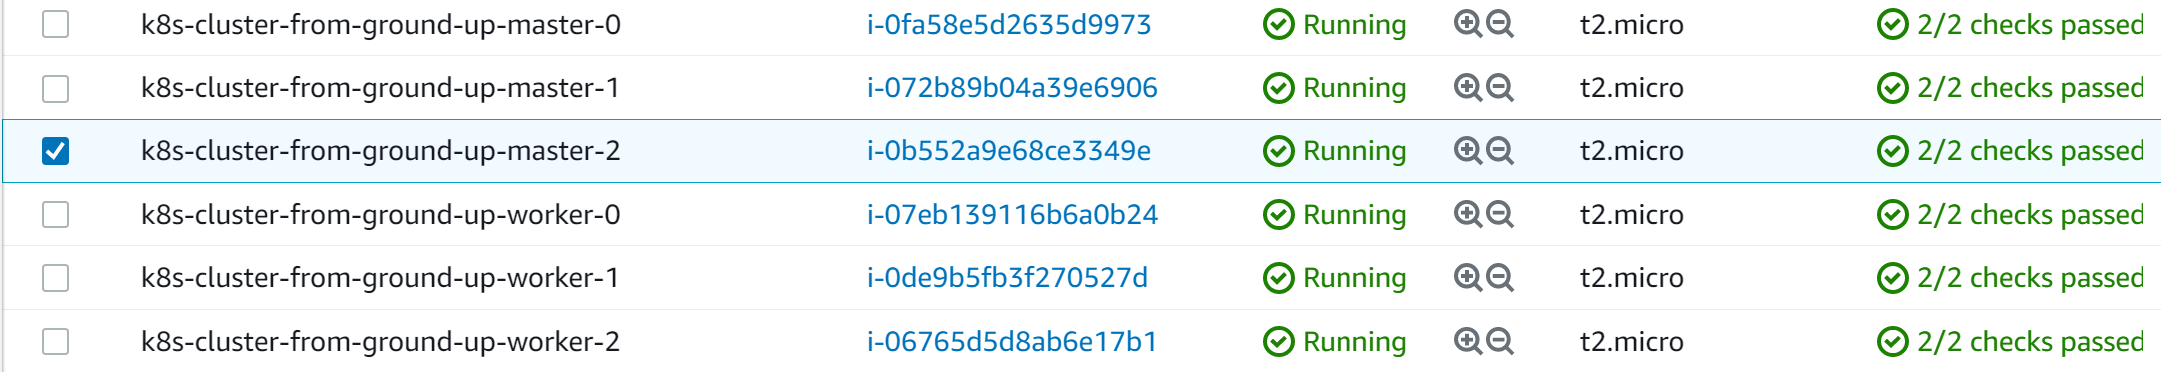 k8s-cluster-from-ground-up-master-0 i-0fa58e5d2635d9973 Running t2.micro 2/2 checks passed
k8s-cluster-from-ground-up-master-1 i-072b89b04a39e6906 Running t2.micro 2/2 checks passed
k8s-cluster-from-ground-up-master-2 i-0b552a9e68ce3349e Running t2.micro 2/2 checks passed
k8s-cluster-from-ground-up-worker-0 i-07eb139116b6a0b24 Running t2.micro 2/2 checks passed
k8s-cluster-from-ground-up-worker-1 i-0de9b5fb3f270527d Running t2.micro 2/2 checks passed
k8s-cluster-from-ground-up-worker-2 i-06765d5d8ab6e17b1 Running t2.micro 2/2 checks passed